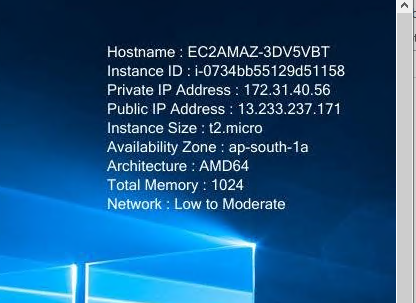 Hostname : EC2AMAZ-3DV5VBT
Instance ID : i-0734bb55129d51158
Private IP Address : 172.31.40.56
Public IP Address : 13.233.237.171
Instance Size : t2.micro
Availability Zone : ap-south-1a
Architecture : AMD64
Total Memory : 1024
Network : Low to Moderate